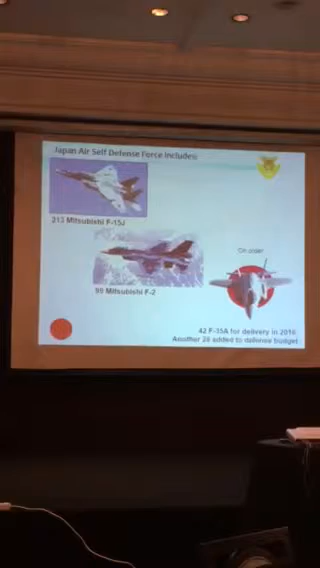 Japan Air Self Defense Force includes:
213 Mitsubishi F-15J
99 Mitsubishi F-2
On order
42 F-35A for delivery in 2016.
Another 28 added to defense budget